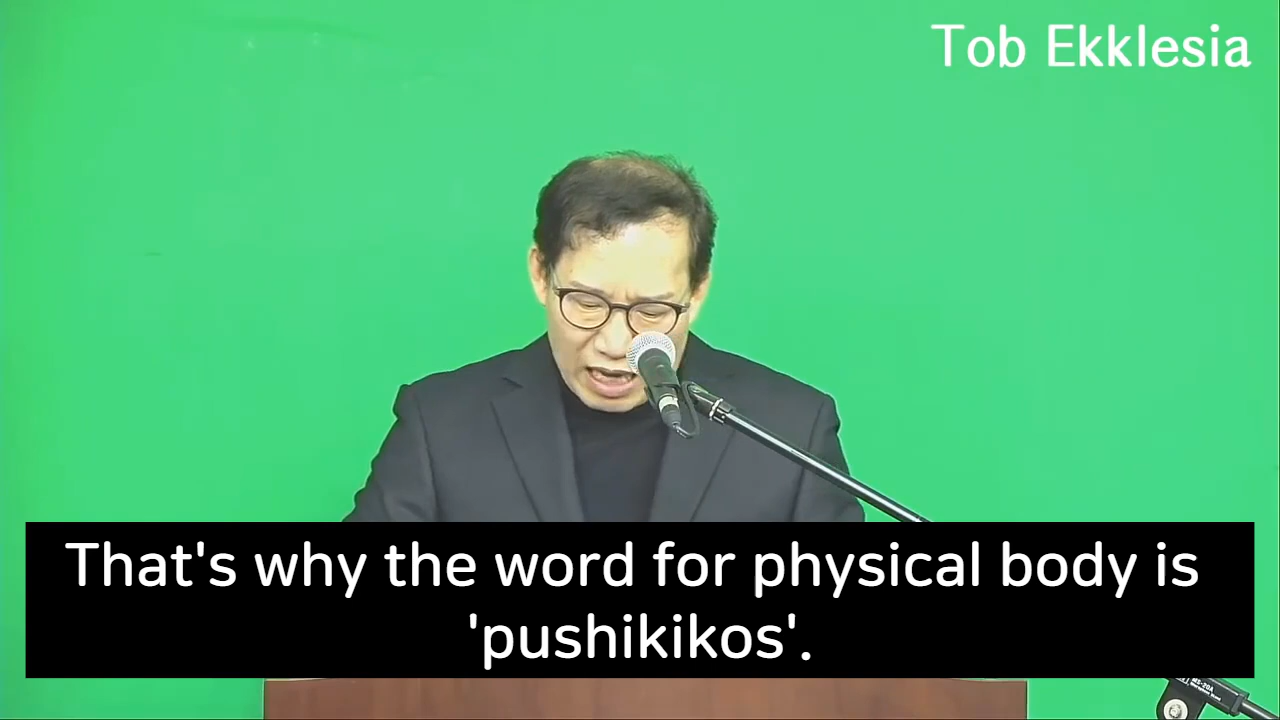 Tob Ekklesia
That's why the word for physical body is
'pushikikos'.